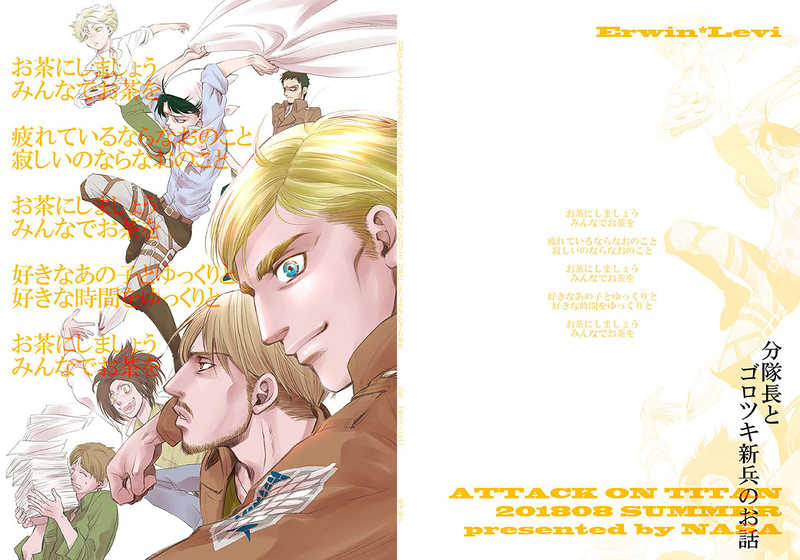 お茶にしましょう
みんなでお茶を
疲れているならなおのこと
寂しいのならなおのこと
お茶にしましょう
みんなでお茶を
好きなあの子とゆっくりと
好きな時間とゆっくりと
お茶にしましょう
みんなでお茶を
Erwin*Levi
お茶にしましょう
みんなでお茶を
疲れているならなおのこと
寂しいのならなおのこと
お茶にしましょう
みんなでお茶を
好きなあの子とゆっくりと
好きな時間をゆっくりと
お茶にしましょう
みんなでお茶を
分隊長と
ゴロツキ新兵のお話
ATTACK ON TITAN
201808 SUMMER
presented by NASA